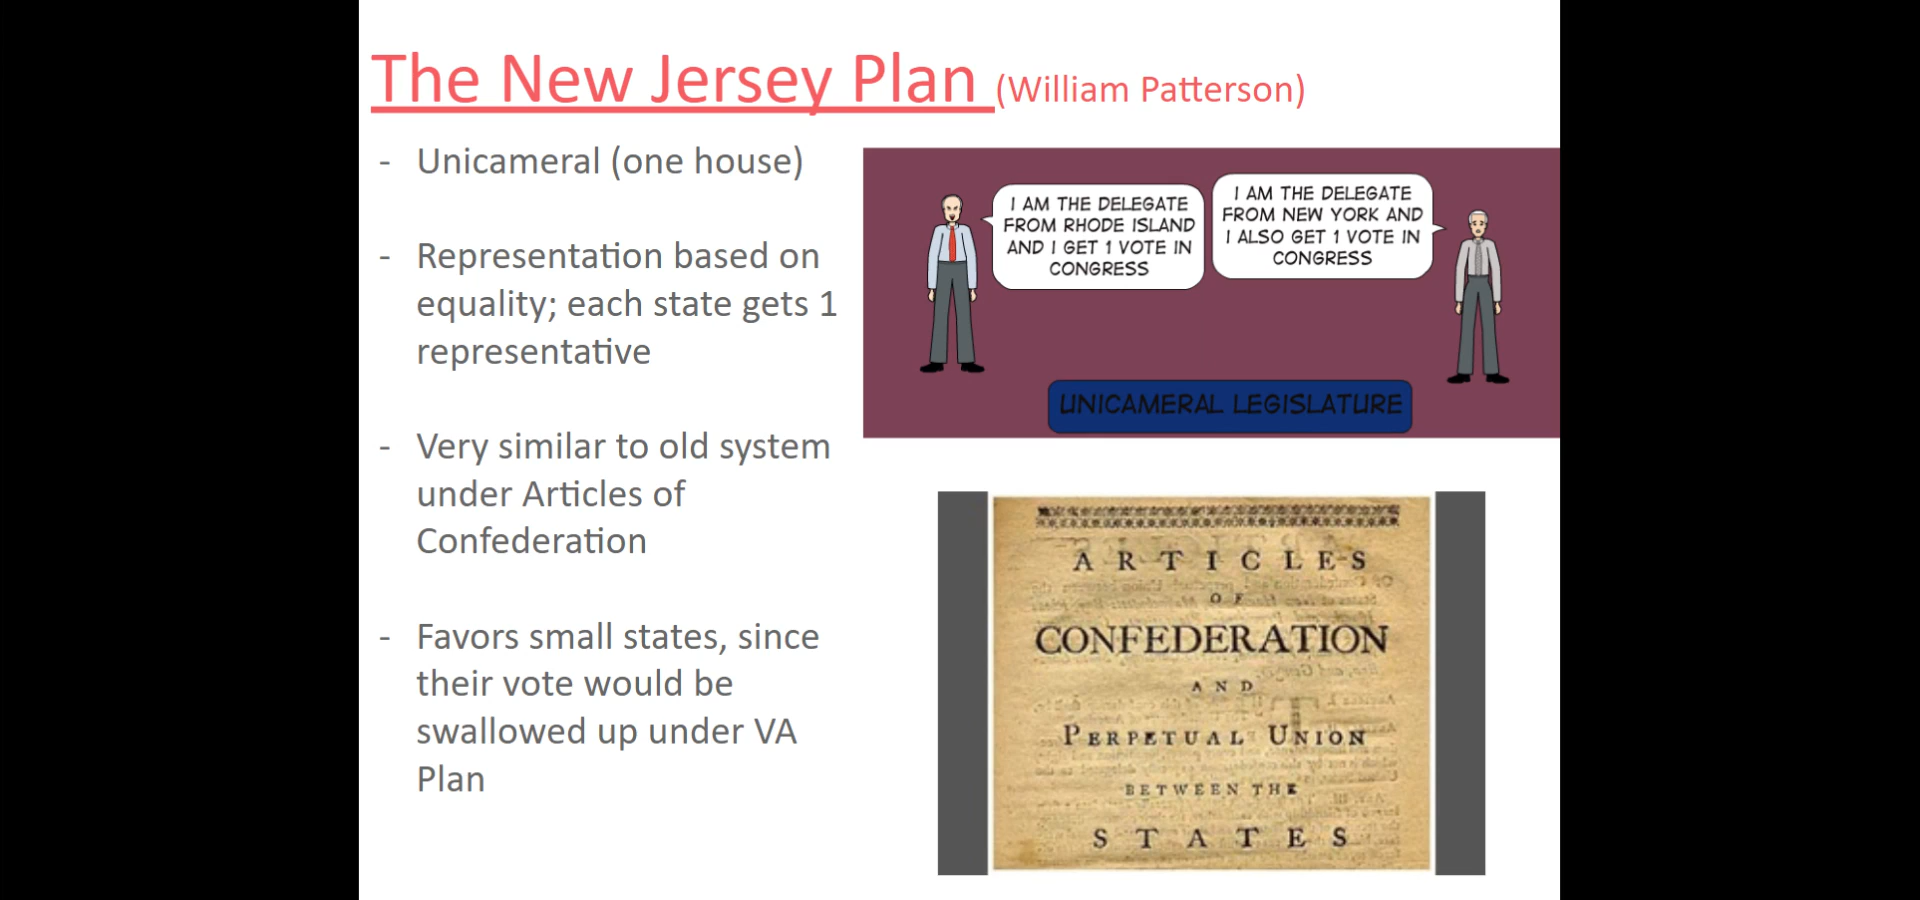 The New Jersey Plan (William Patterson)
- Unicameral (one house)
- Representation based on
equality; each state gets 1
representative
- Very similar to old system
under Articles of
Confederation
- Favors small states, since
their vote would be
swallowed up under VA
Plan
I AM THE DELEGATE
FROM RHODE ISLAND
AND I GET 1 VOTE IN
CONGRESS
I AM THE DELEGATE
FROM NEW YORK AND
I ALSO GET 1 VOTE IN
CONGRESS
UNICAMERAL LEGISLATURE
ARTICLES
OF
CONFEDERATION
AND
PERPETUAL UNION
BETWEEN THE
STATES